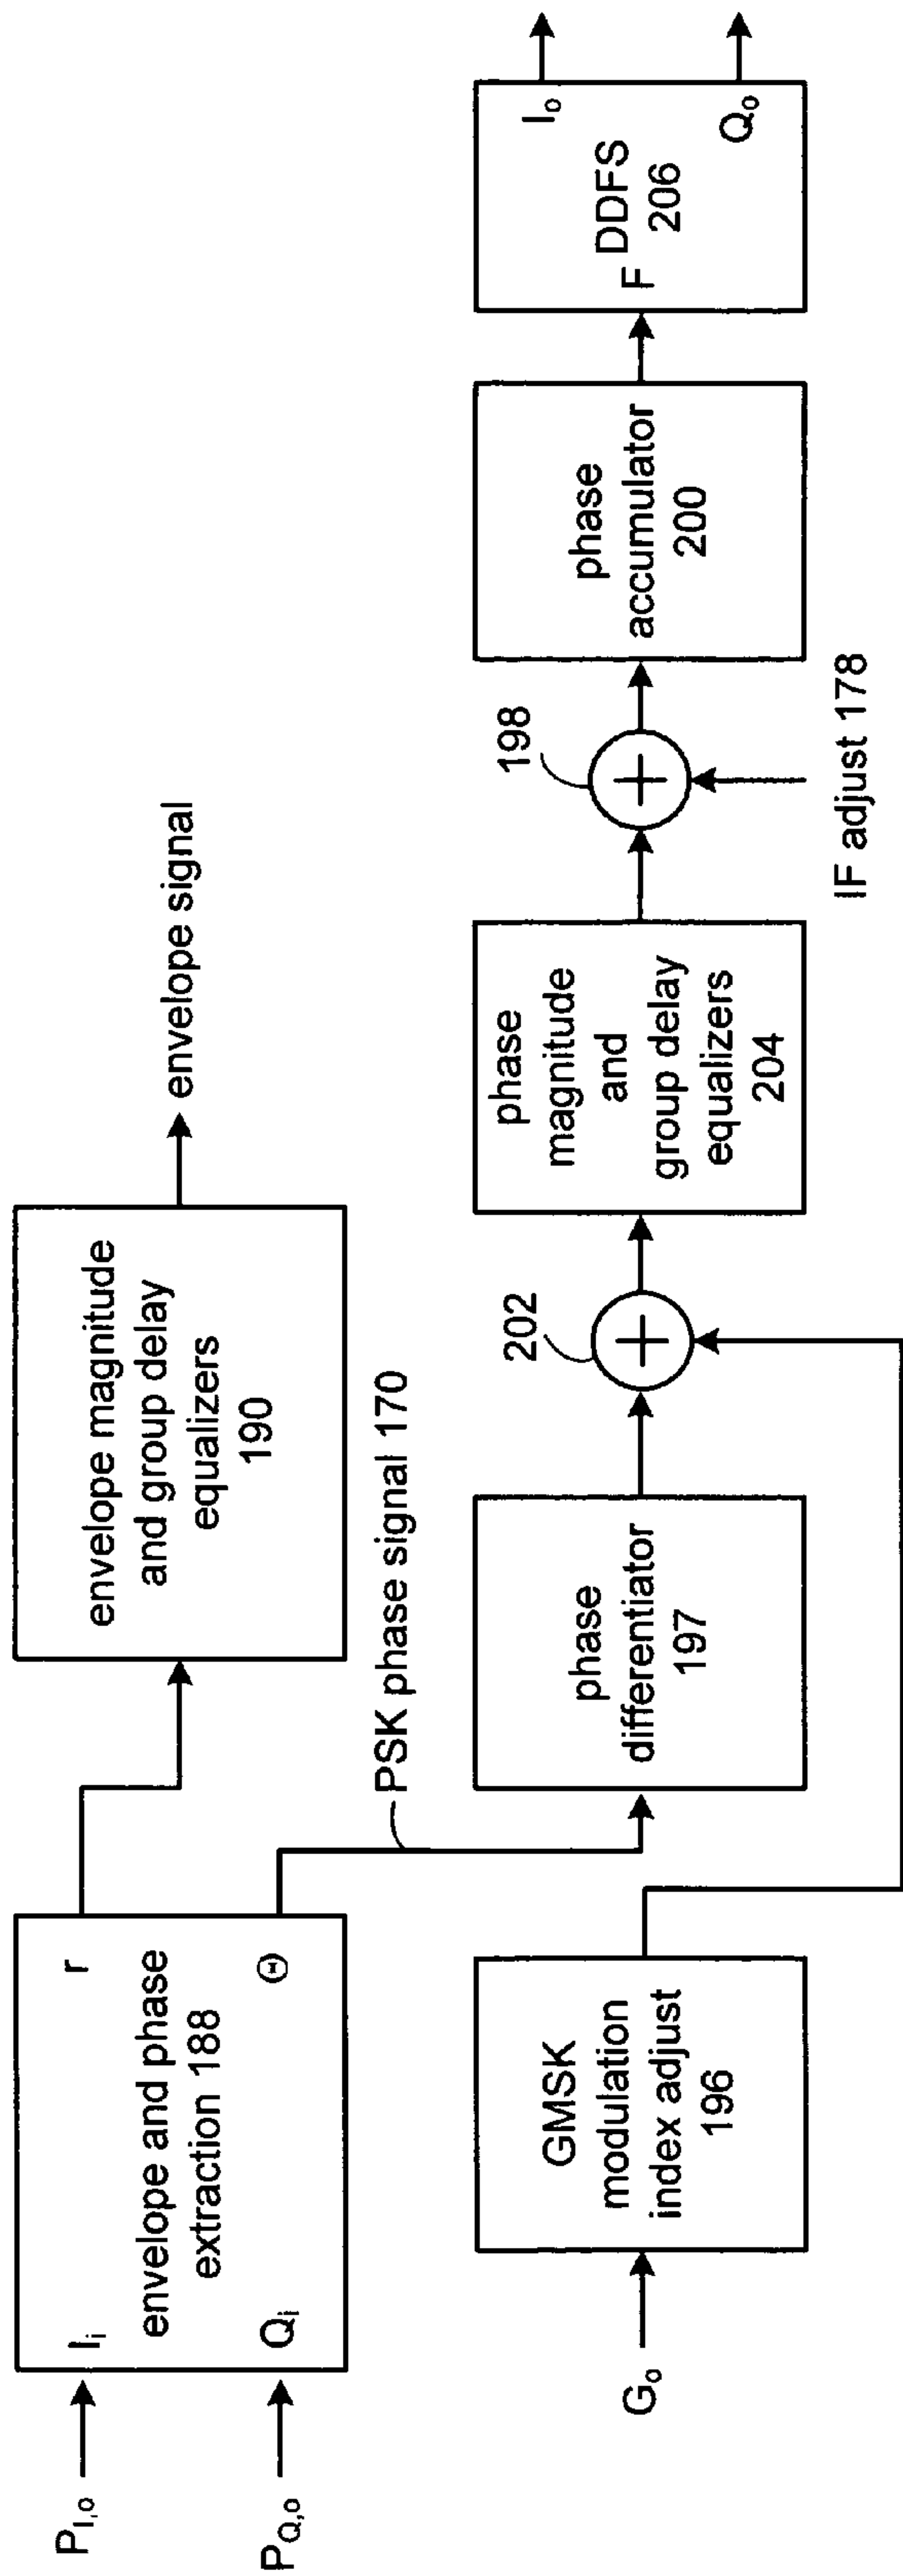 P_I,o
P_Q,o
I_i
Q_i
envelope and phase
extraction 188
r
Θ
envelope magnitude
and group delay
equalizers
190
envelope signal
PSK phase signal 170
G_o
GMSK
modulation
index adjust
196
phase
differentiator
197
202
phase
magnitude
and
group delay
equalizers
204
198
IF adjust 178
phase
accumulator
200
F
DDFS
206
I_o
Q_o